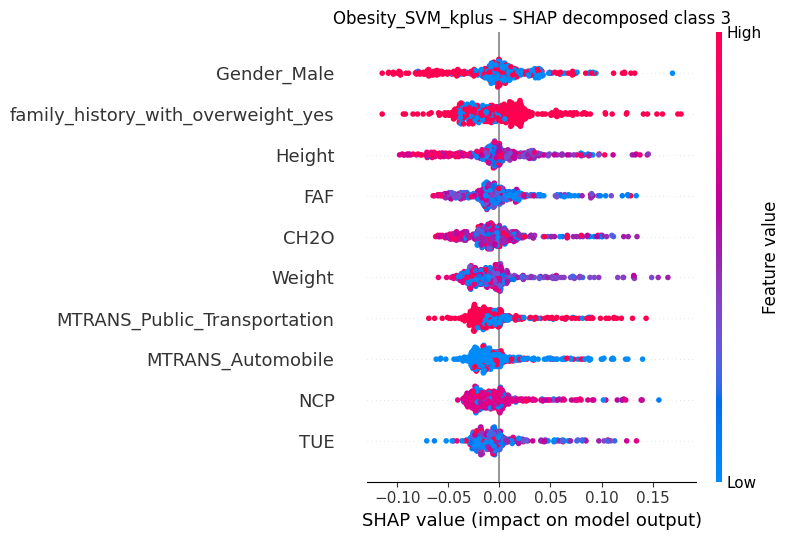 Obesity_SVM_kplus – SHAP decomposed class 3
High
Gender_Male
family_history_with_overweight_yes
Height
FAF
CH2O
Weight
MTRANS_Public_Transportation
MTRANS_Automobile
NCP
TUE
Feature value
Low
−0.10 −0.05 0.00 0.05 0.10 0.15
SHAP value (impact on model output)